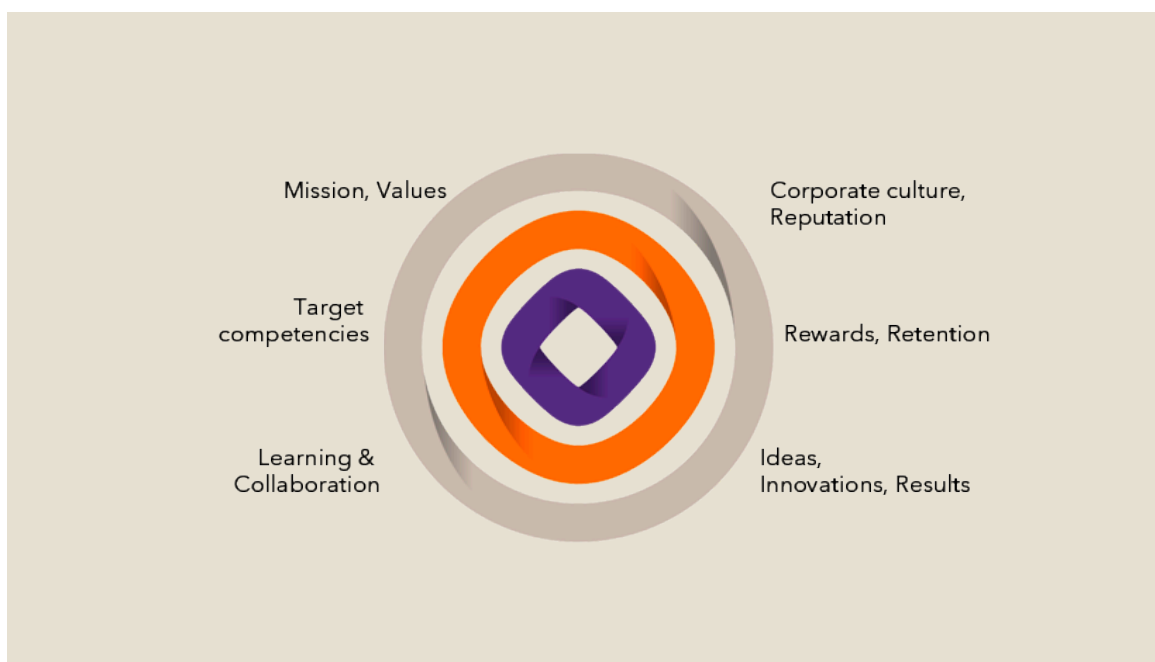 Mission, Values
Corporate culture,
Reputation
Target
competencies
Rewards, Retention
Learning &
Collaboration
Ideas,
Innovations, Results